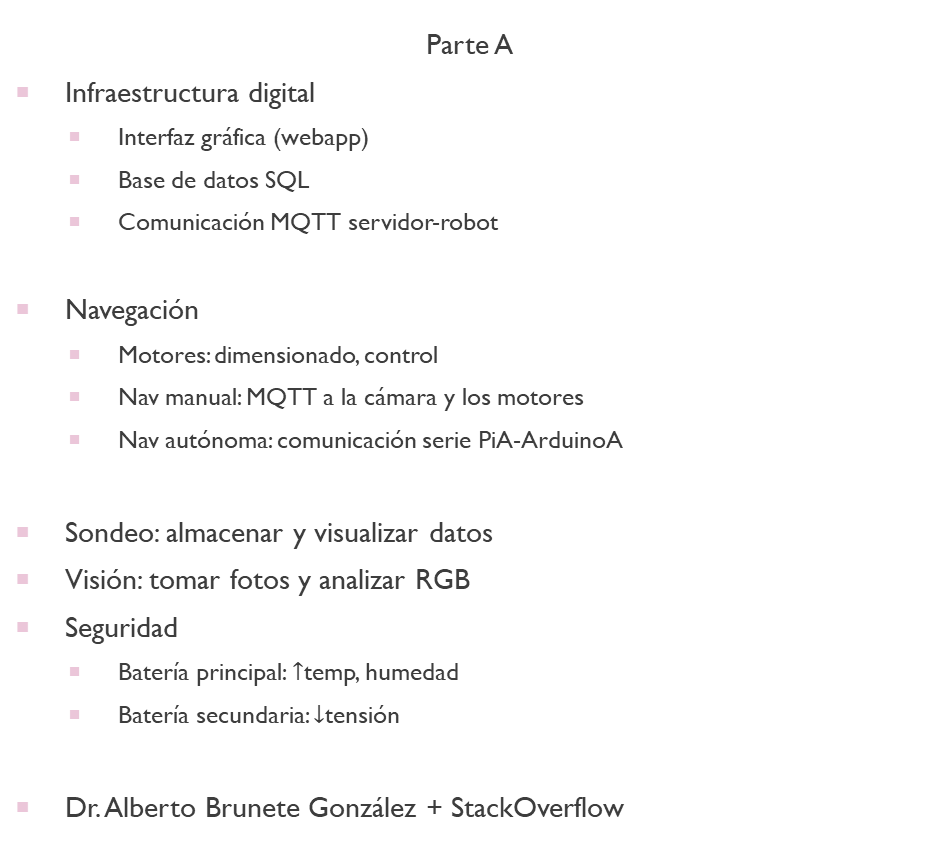 Parte A
Infraestructura digital
Interfaz gráfica (webapp)
Base de datos SQL
Comunicación MQTT servidor-robot
Navegación
Motores: dimensionado, control
Nav manual: MQTT a la cámara y los motores
Nav autónoma: comunicación serie PiA-ArduinoA
Sondeo: almacenar y visualizar datos
Visión: tomar fotos y analizar RGB
Seguridad
Batería principal: ↑temp, humedad
Batería secundaria: ↓tensión
Dr. Alberto Brunete González + StackOverflow